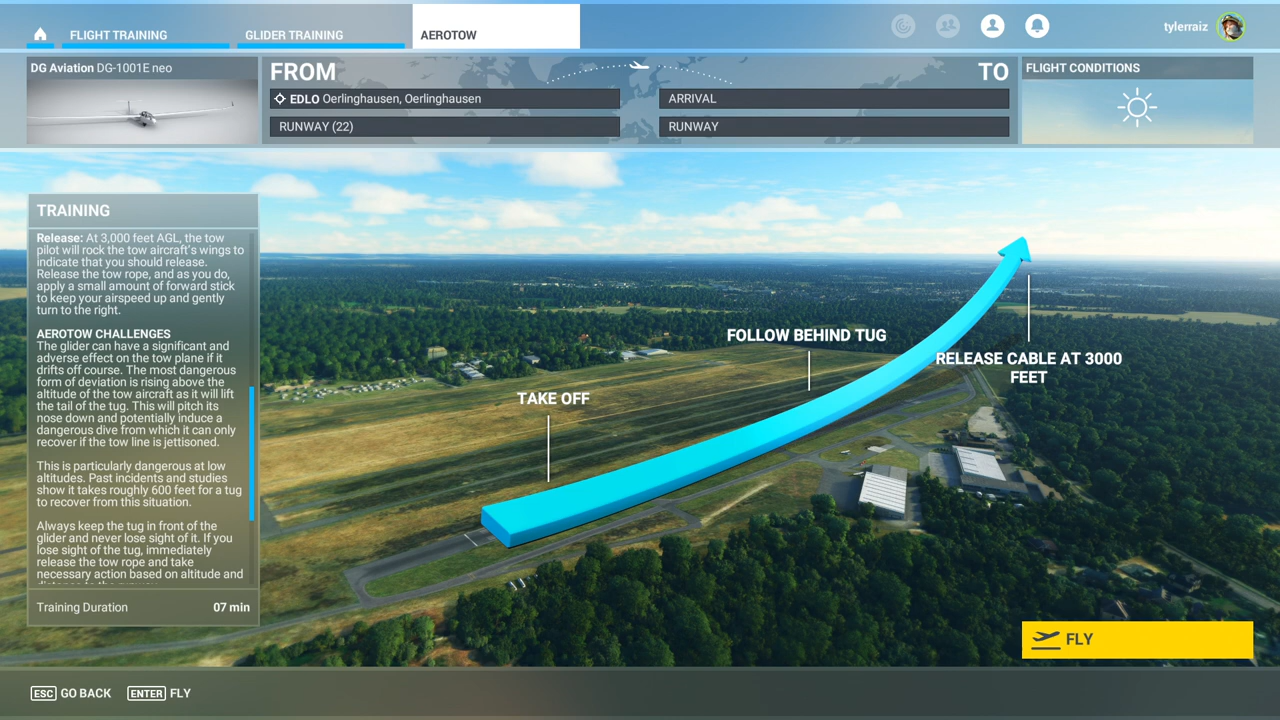 FLIGHT TRAINING
GLIDER TRAINING
AEROTOW
tylerraiz
DG Aviation DG-1001E neo
FROM
EDLO Oerlinghausen, Oerlinghausen
RUNWAY (22)
TO
ARRIVAL
RUNWAY
FLIGHT CONDITIONS
TRAINING
Release: At 3,000 feet AGL, the tow
pilot will rock the tow aircraft's wings to
indicate that you should release.
Release the tow rope, and as you do,
apply a small amount of forward stick
to keep your airspeed up and gently
turn to the right.
AEROTOW CHALLENGES
The glider can have a significant and
adverse effect on the tow plane if it
drifts off course. The most dangerous
form of deviation is rising above the
altitude of the tow aircraft as it will lift
the tail of the tug. This will pitch its
nose down and potentially induce a
dangerous dive from which it can only
recover if the tow line is jettisoned.
This is particularly dangerous at low
altitudes. Past incidents and studies
show it takes roughly 600 feet for a tug
to recover from this situation.
Always keep the tug in front of the
glider and never lose sight of it. If you
lose sight of the tug, immediately
release the tow rope and take
necessary action based on altitude and
Training Duration 07 min
TAKE OFF
FOLLOW BEHIND TUG
RELEASE CABLE AT 3000
FEET
FLY
ESC GO BACK ENTER FLY